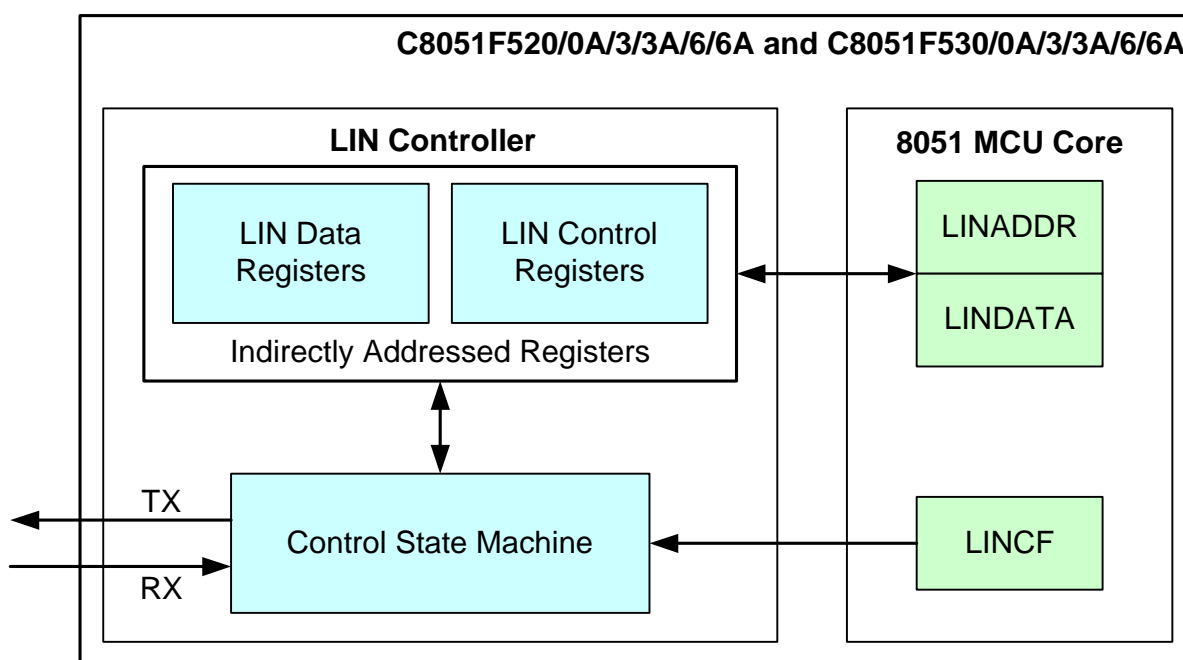 C8051F520/0A/3/3A/6/6A and C8051F530/0A/3/3A/6/6A
LIN Controller
8051 MCU Core
LIN Data
Registers
LIN Control
Registers
LINADDR
LINDATA
Indirectly Addressed Registers
TX
Control State Machine
LINCF
RX